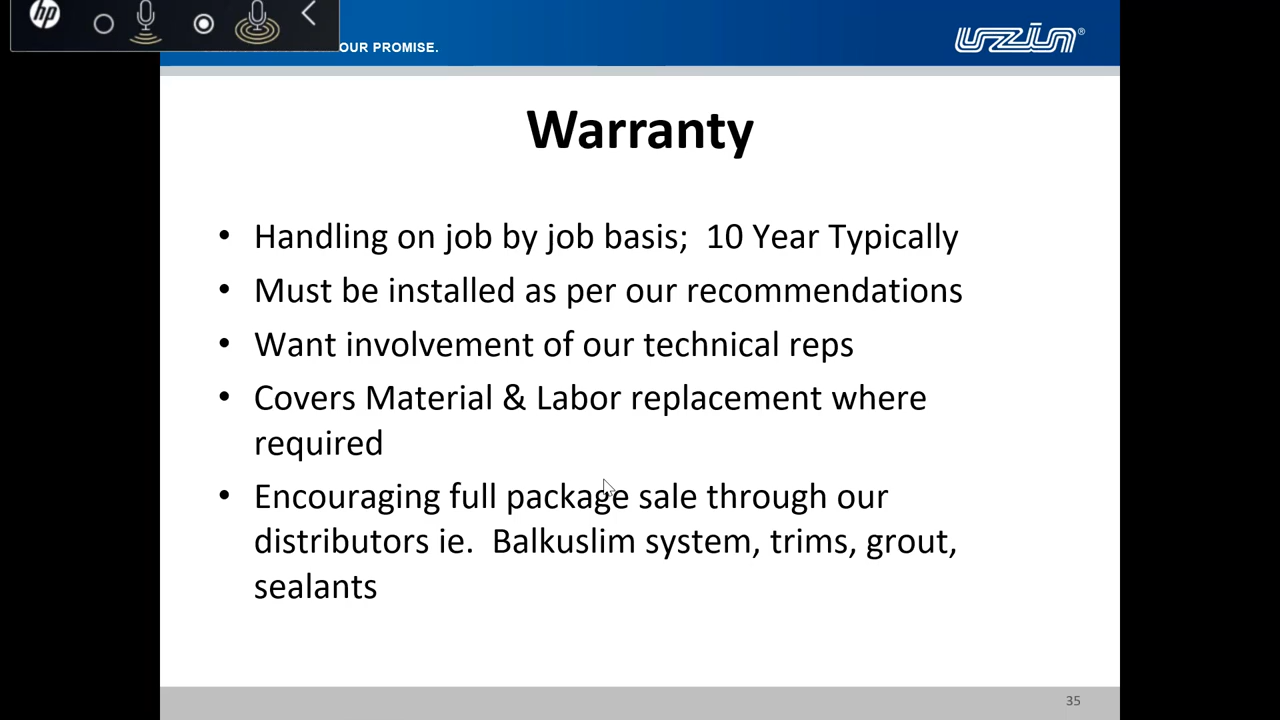 hp
OUR PROMISE.
uzin®
Warranty
• Handling on job by job basis;  10 Year Typically
• Must be installed as per our recommendations
• Want involvement of our technical reps
• Covers Material & Labor replacement where
required
• Encouraging full package sale through our
distributors ie.  Balkuslim system, trims, grout,
sealants
35